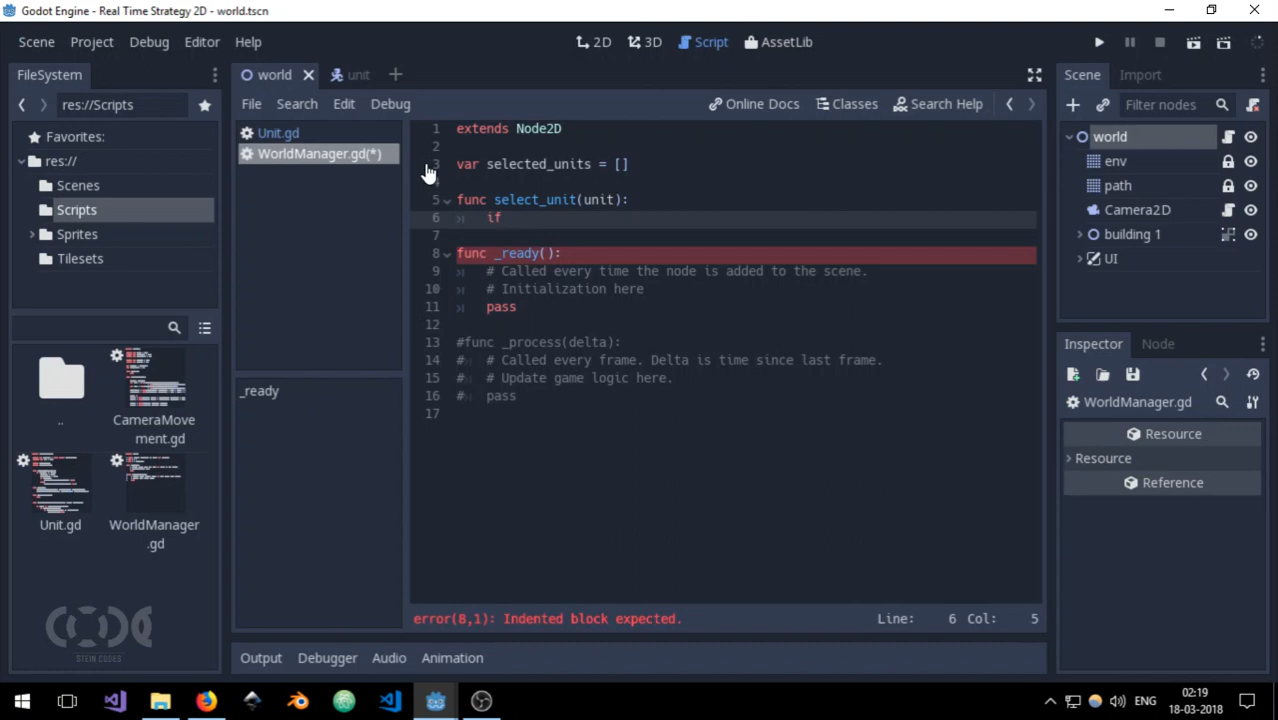 Godot Engine - Real Time Strategy 2D - world.tscn
Scene Project Debug Editor Help
2D 3D Script AssetLib
FileSystem
res://Scripts
Favorites:
res://
Scenes
Scripts
Sprites
Tilesets
..
CameraMove
ment.gd
Unit.gd
WorldManager
.gd
CODE
STEIN CODES
world unit
File Search Edit Debug
Online Docs Classes Search Help
Unit.gd
WorldManager.gd(*)
_ready
1 extends Node2D
2
3 var selected_units = []
5 func select_unit(unit):
6 if
7
8 func _ready():
9 # Called every time the node is added to the scene.
10 # Initialization here
11 pass
12
13 #func _process(delta):
14 # # Called every frame. Delta is time since last frame.
15 # # Update game logic here.
16 # pass
17
error(8,1): Indented block expected.
Line: 6 Col: 5
Output Debugger Audio Animation
Scene Import
Filter nodes
world
env
path
Camera2D
building 1
UI
Inspector Node
WorldManager.gd
Resource
Resource
Reference
ENG
02:19
18-03-2018